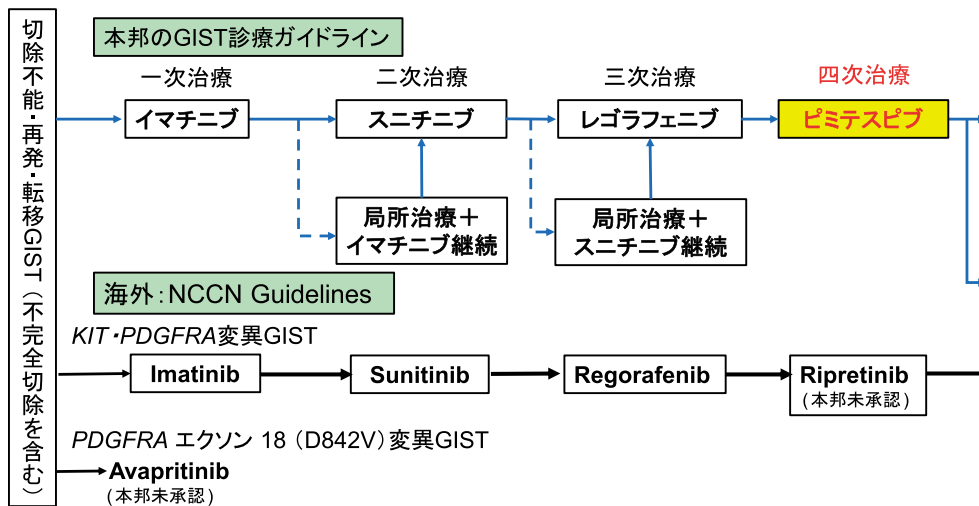 切除不能・再発・転移GIST（不完全切除を含む）
本邦のGIST診療ガイドライン
一次治療
二次治療
三次治療
四次治療
イマチニブ
スニチニブ
レゴラフェニブ
ピミテスピブ
局所治療＋
イマチニブ継続
局所治療＋
スニチニブ継続
海外：NCCN Guidelines
KIT・PDGFRA変異GIST
Imatinib
Sunitinib
Regorafenib
Ripretinib
（本邦未承認）
PDGFRA エクソン 18（D842V）変異GIST
Avapritinib
（本邦未承認）